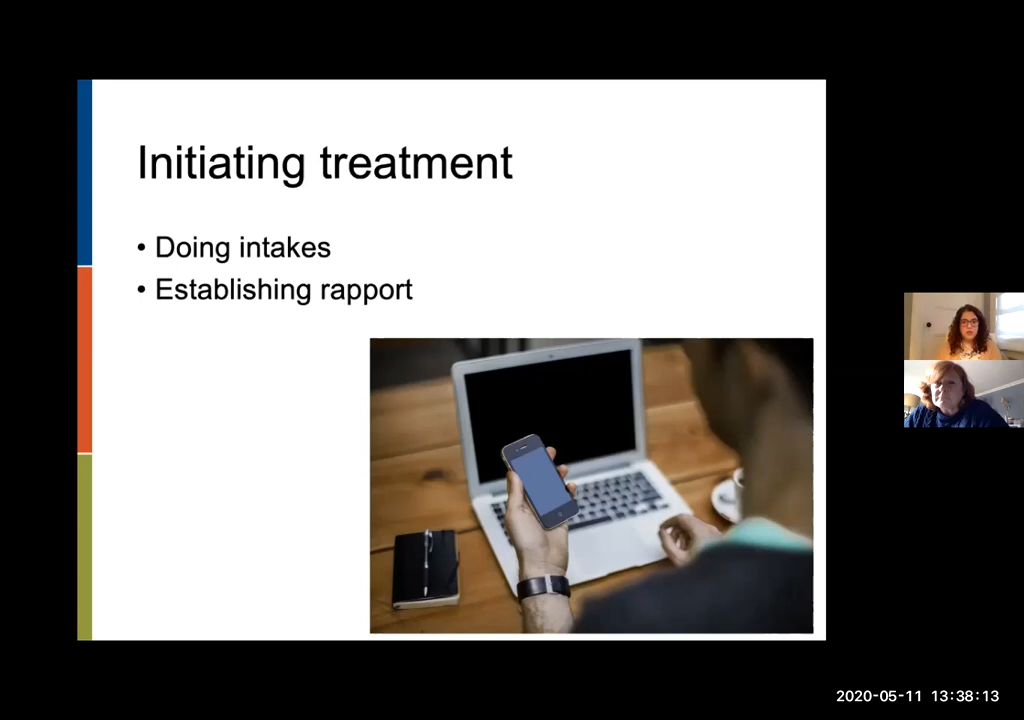 Initiating treatment
• Doing intakes
• Establishing rapport
2020-05-11 13:38:13